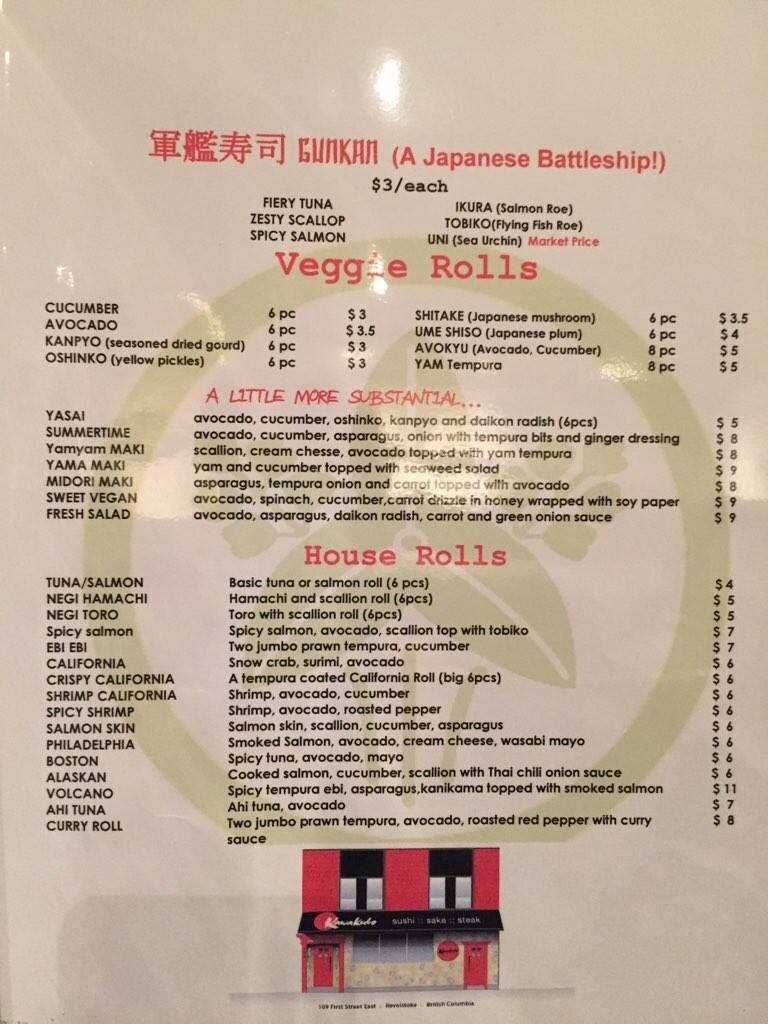 軍艦寿司 GUNKAN (A Japanese Battleship!)
$3/each
FIERY TUNA IKURA (Salmon Roe)
ZESTY SCALLOP TOBIKO(Flying Fish Roe)
SPICY SALMON UNI (Sea Urchin) Market Price
Veggie Rolls
CUCUMBER 6 pc $ 3 SHITAKE (Japanese mushroom) 6 pc $ 3.5
AVOCADO 6 pc $ 3.5 UME SHISO (Japanese plum) 6 pc $ 4
KANPYO (seasoned dried gourd) 6 pc $ 3 AVOKYU (Avocado, Cucumber) 8 pc $ 5
OSHINKO (yellow pickles) 6 pc $ 3 YAM Tempura 8 pc $ 5
A LITTLE MORE SUBSTANTIAL...
YASAI avocado, cucumber, oshinko, kanpyo and daikon radish (6pcs) $ 5
SUMMERTIME avocado, cucumber, asparagus, onion with tempura bits and ginger dressing $ 8
Yamyam MAKI scallion, cream chesse, avocado topped with yam tempura $ 8
YAMA MAKI yam and cucumber topped with seaweed salad $ 9
MIDORI MAKI asparagus, tempura onion and carrot topped with avocado $ 8
SWEET VEGAN avocado, spinach, cucumber,carrot drizzle in honey wrapped with soy paper $ 9
FRESH SALAD avocado, asparagus, daikon radish, carrot and green onion sauce $ 9
House Rolls
TUNA/SALMON Basic tuna or salmon roll (6 pcs) $ 4
NEGI HAMACHI Hamachi and scallion roll (6pcs) $ 5
NEGI TORO Toro with scallion roll (6pcs) $ 5
Spicy salmon Spicy salmon, avocado, scallion top with tobiko $ 7
EBI EBI Two jumbo prawn tempura, cucumber $ 7
CALIFORNIA Snow crab, surimi, avocado $ 6
CRISPY CALIFORNIA A tempura coated California Roll (big 6pcs) $ 6
SHRIMP CALIFORNIA Shrimp, avocado, cucumber $ 6
SPICY SHRIMP Shrimp, avocado, roasted pepper $ 6
SALMON SKIN Salmon skin, scallion, cucumber, asparagus $ 6
PHILADELPHIA Smoked Salmon, avocado, cream cheese, wasabi mayo $ 6
BOSTON Spicy tuna, avocado, mayo $ 6
ALASKAN Cooked salmon, cucumber, scallion with Thai chili onion sauce $ 6
VOLCANO Spicy tempura ebi, asparagus,kanikama topped with smoked salmon $ 11
AHI TUNA Ahi tuna, avocado $ 7
CURRY ROLL Two jumbo prawn tempura, avocado, roasted red pepper with curry $ 8
sauce
Kawakubo sushi :: sake :: steak
109 First Street East : Revelstoke : British Columbia